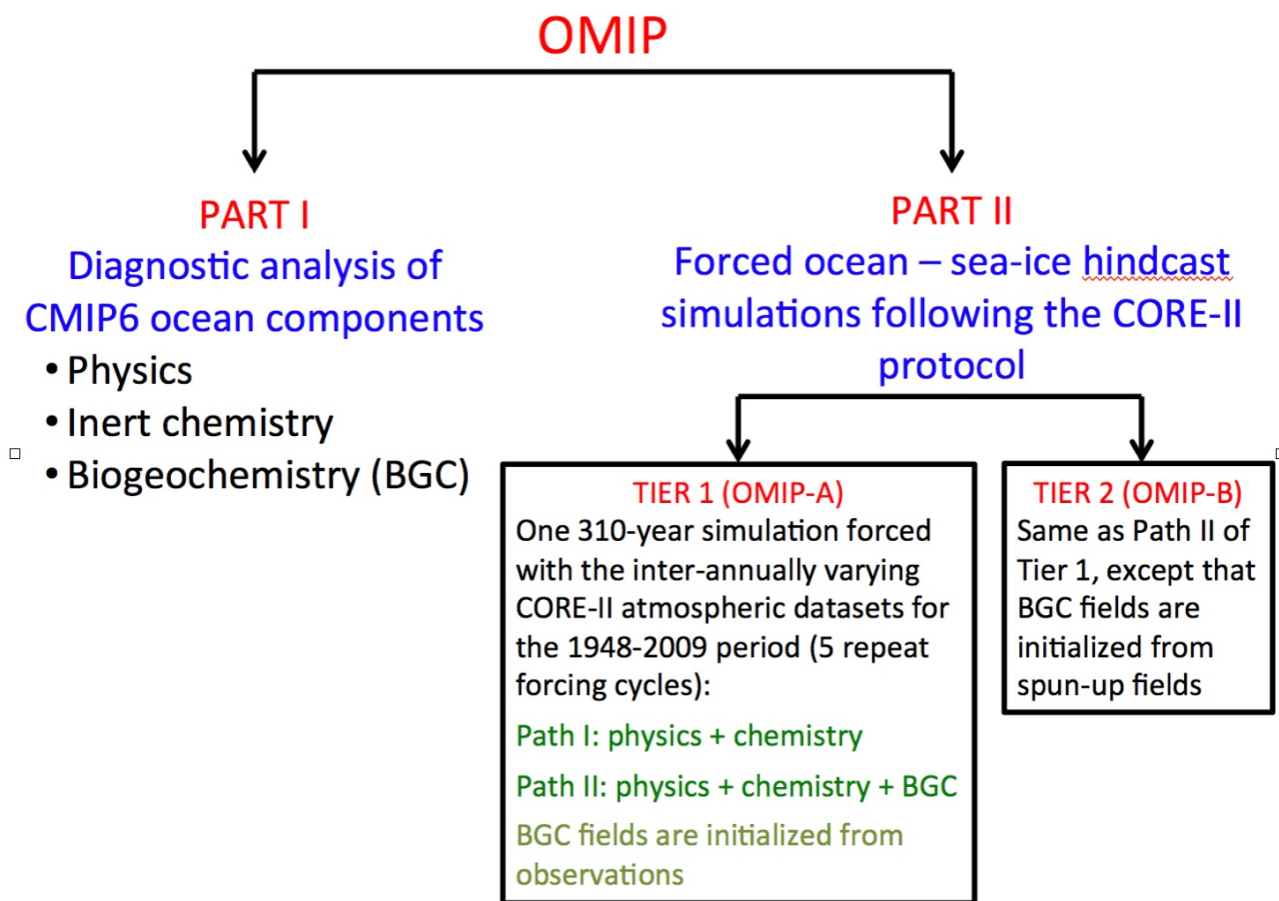 OMIP
PART I
Diagnostic analysis of
CMIP6 ocean components
• Physics
• Inert chemistry
• Biogeochemistry (BGC)
PART II
Forced ocean – sea-ice hindcast
simulations following the CORE-II
protocol
TIER 1 (OMIP-A)
One 310-year simulation forced
with the inter-annually varying
CORE-II atmospheric datasets for
the 1948-2009 period (5 repeat
forcing cycles):
Path I: physics + chemistry
Path II: physics + chemistry + BGC
BGC fields are initialized from
observations
TIER 2 (OMIP-B)
Same as Path II of
Tier 1, except that
BGC fields are
initialized from
spun-up fields